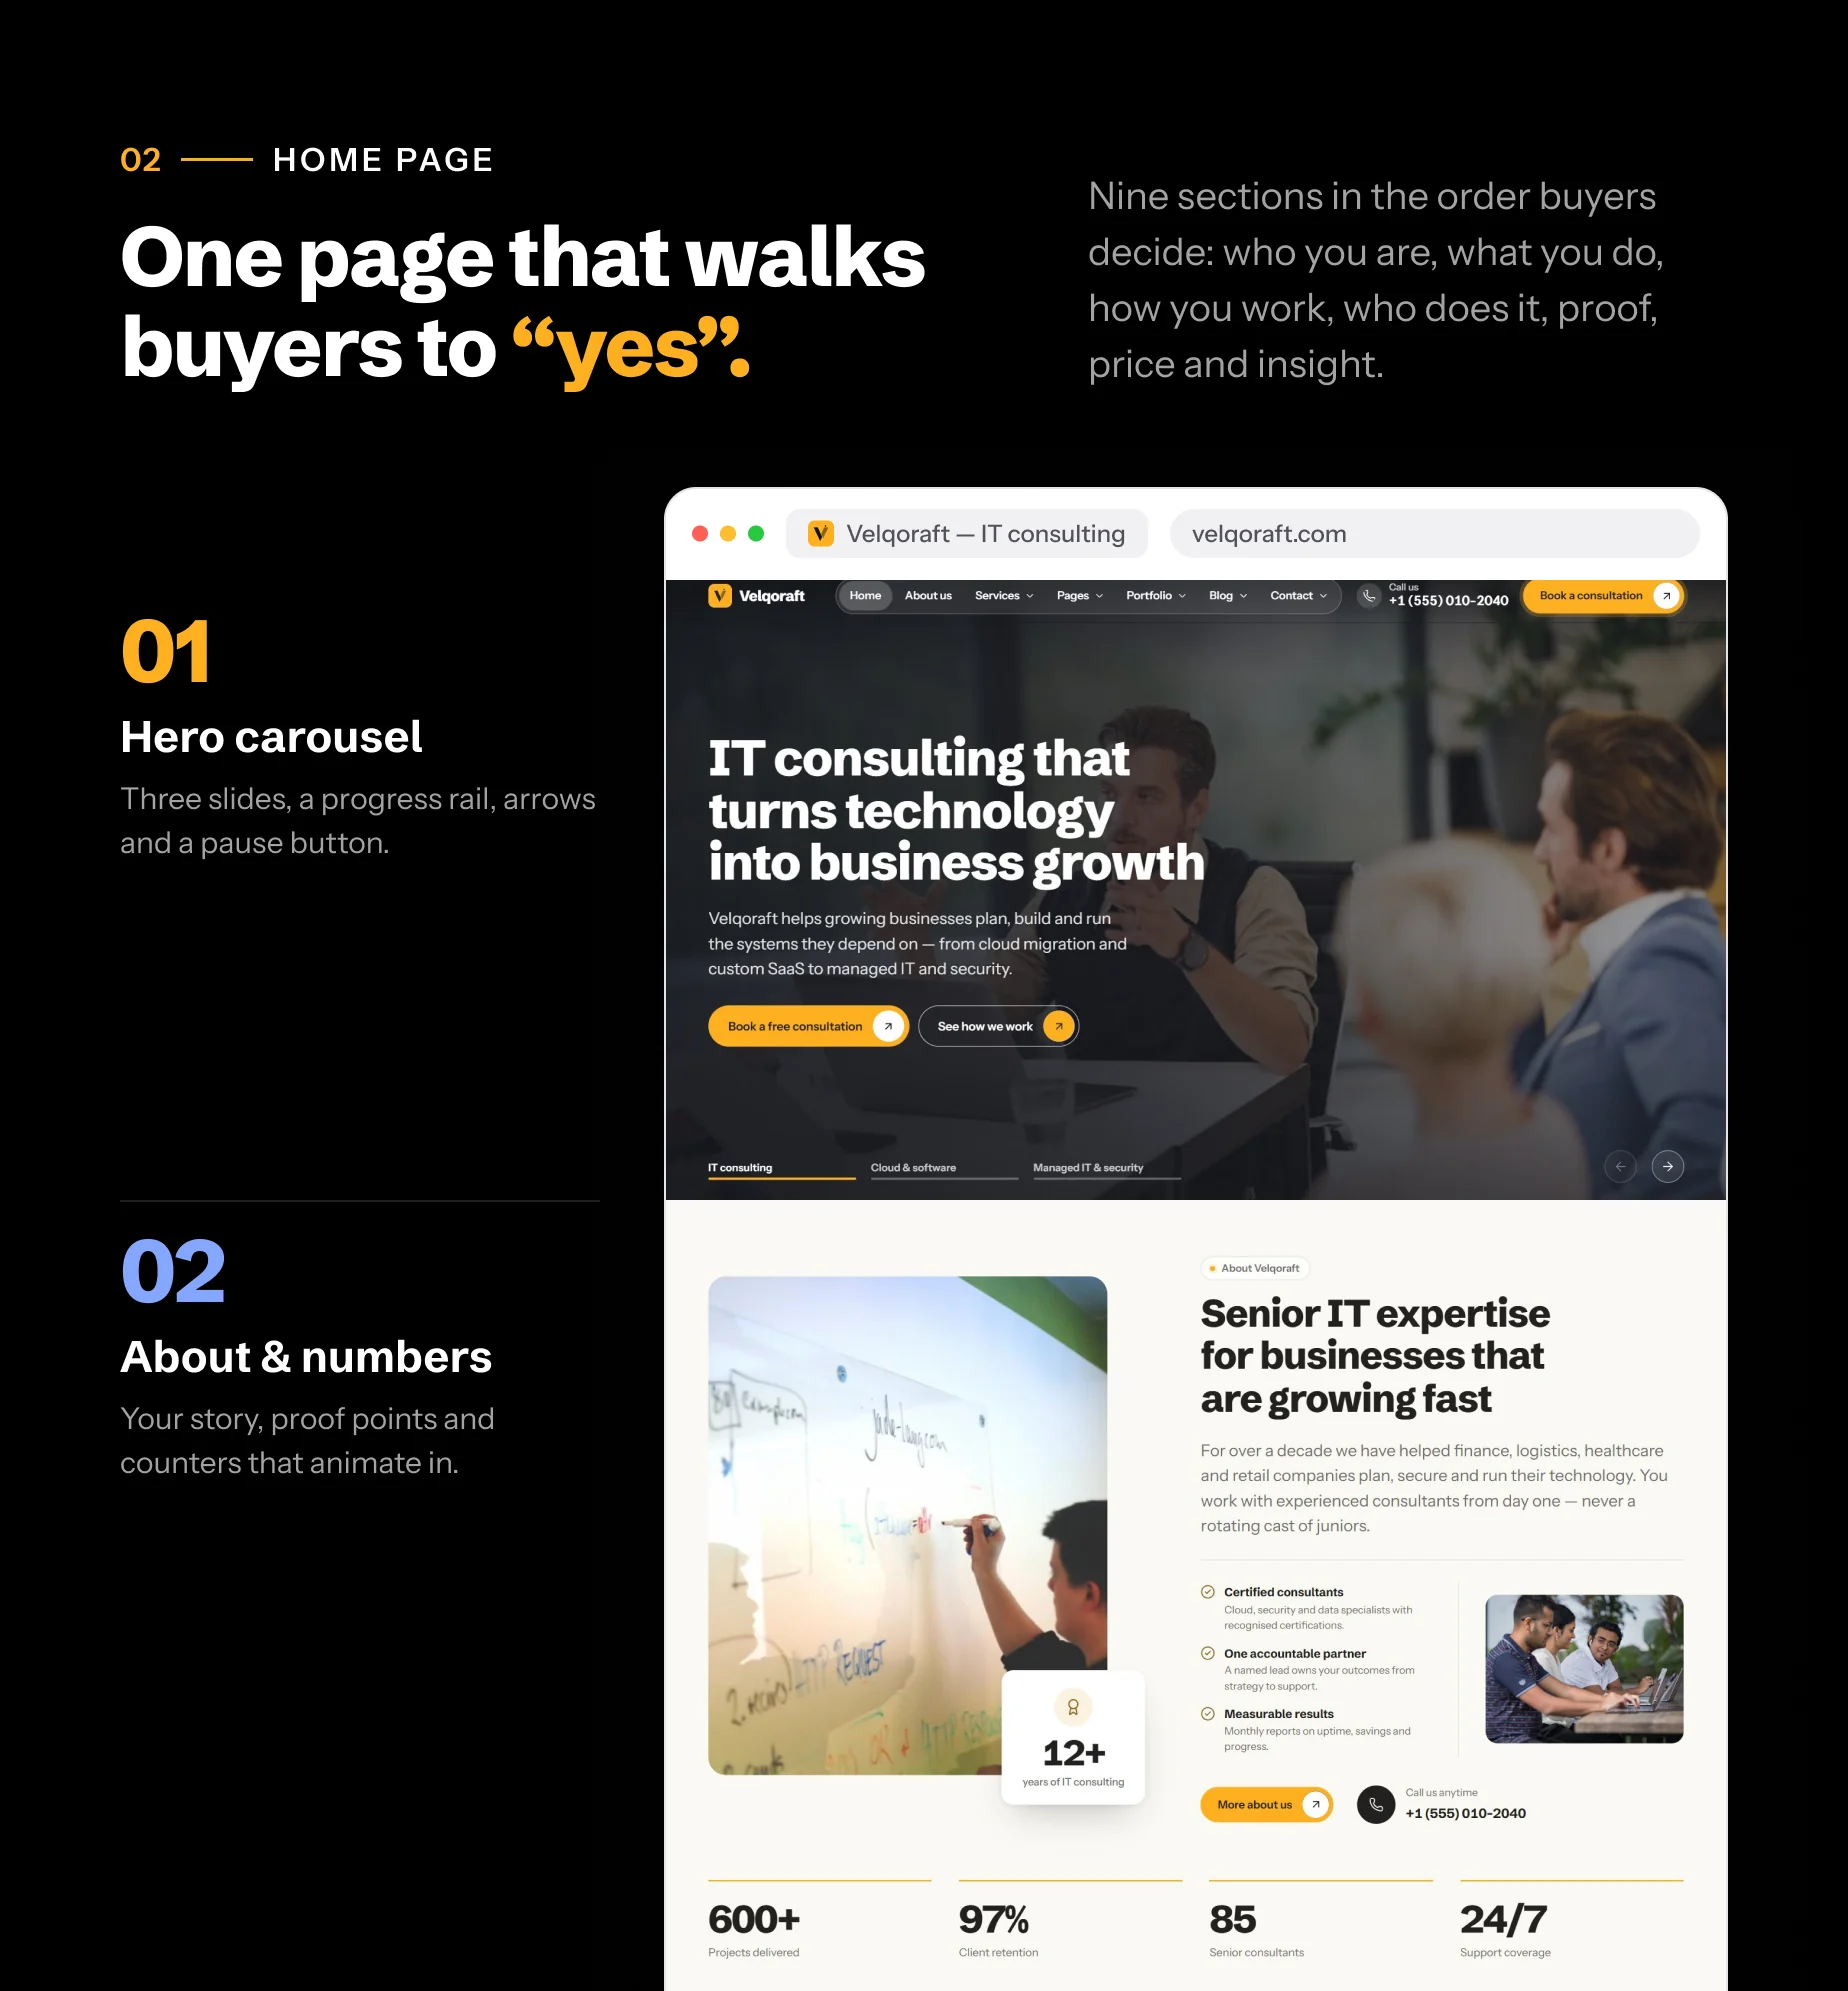 02 HOME PAGE
One page that walks
buyers to “yes”.
Nine sections in the order buyers
decide: who you are, what you do,
how you work, who does it, proof,
price and insight.
01
Hero carousel
Three slides, a progress rail, arrows
and a pause button.
02
About & numbers
Your story, proof points and
counters that animate in.
Velqoraft — IT consulting
velqoraft.com
Velqoraft
Home About us Services Pages Portfolio Blog Contact
Call us
+1 (555) 010-2040
Book a consultation
IT consulting that
turns technology
into business growth
Velqoraft helps growing businesses plan, build and run
the systems they depend on — from cloud migration and
custom SaaS to managed IT and security.
Book a free consultation
See how we work
IT consulting
Cloud & software
Managed IT & security
jade-lang.com
REQUEST
12+
years of IT consulting
About Velqoraft
Senior IT expertise
for businesses that
are growing fast
For over a decade we have helped finance, logistics, healthcare
and retail companies plan, secure and run their technology. You
work with experienced consultants from day one — never a
rotating cast of juniors.
Certified consultants
Cloud, security and data specialists with
recognised certifications.
One accountable partner
A named lead owns your outcomes from
strategy to support.
Measurable results
Monthly reports on uptime, savings and
progress.
More about us
Call us anytime
+1 (555) 010-2040
600+
Projects delivered
97%
Client retention
85
Senior consultants
24/7
Support coverage